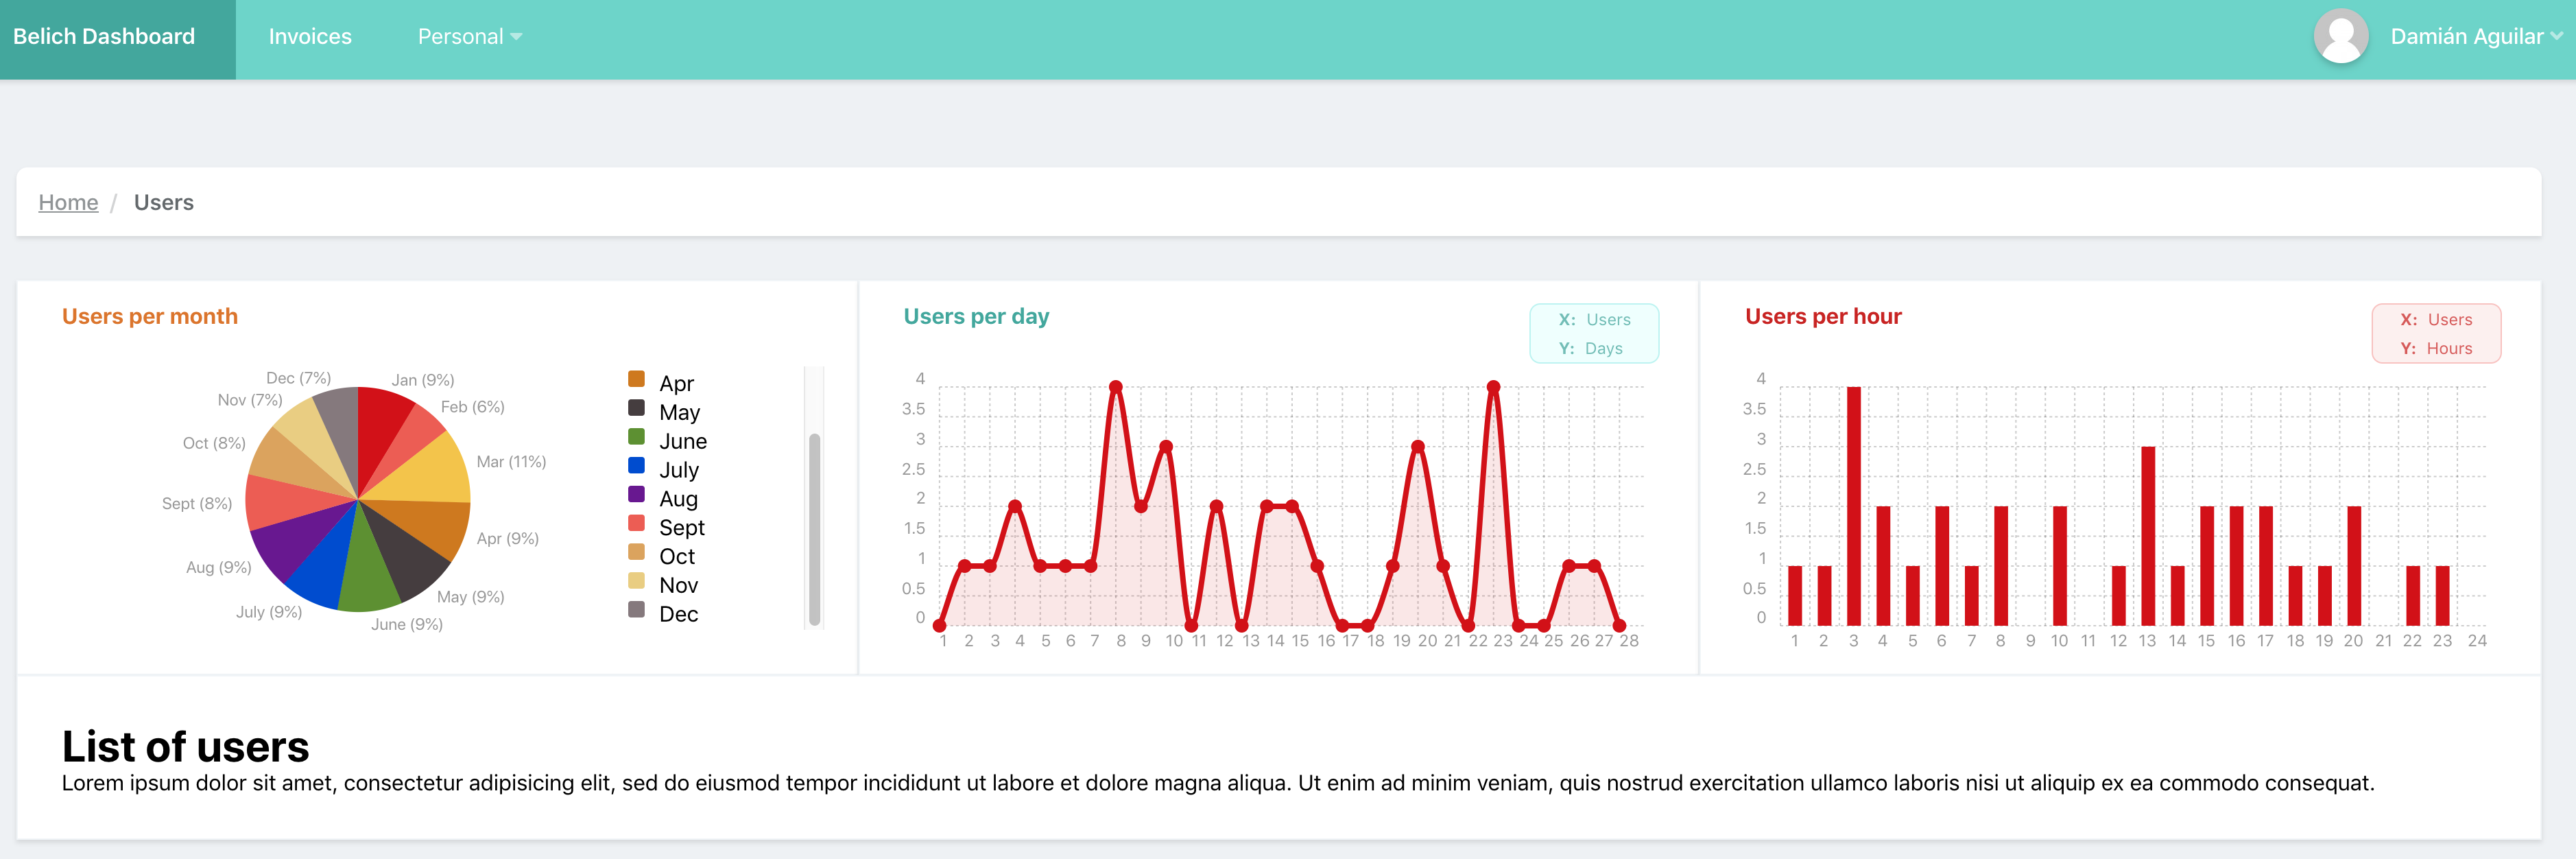 Belich Dashboard Invoices Personal Damián Aguilar
Home / Users
Users per month
Dec (7%)
Jan (9%)
Nov (7%)
Feb (6%)
Oct (8%)
Mar (11%)
Sept (8%)
Apr (9%)
Aug (9%)
May (9%)
July (9%)
June (9%)
Apr
May
June
July
Aug
Sept
Oct
Nov
Dec
Users per day
X: Users
Y: Days
4
3.5
3
2.5
2
1.5
1
0.5
0
1 2 3 4 5 6 7 8 9 10 11 12 13 14 15 16 17 18 19 20 21 22 23 24 25 26 27 28
Users per hour
X: Users
Y: Hours
4
3.5
3
2.5
2
1.5
1
0.5
0
1 2 3 4 5 6 7 8 9 10 11 12 13 14 15 16 17 18 19 20 21 22 23 24
List of users
Lorem ipsum dolor sit amet, consectetur adipisicing elit, sed do eiusmod tempor incididunt ut labore et dolore magna aliqua. Ut enim ad minim veniam, quis nostrud exercitation ullamco laboris nisi ut aliquip ex ea commodo consequat.